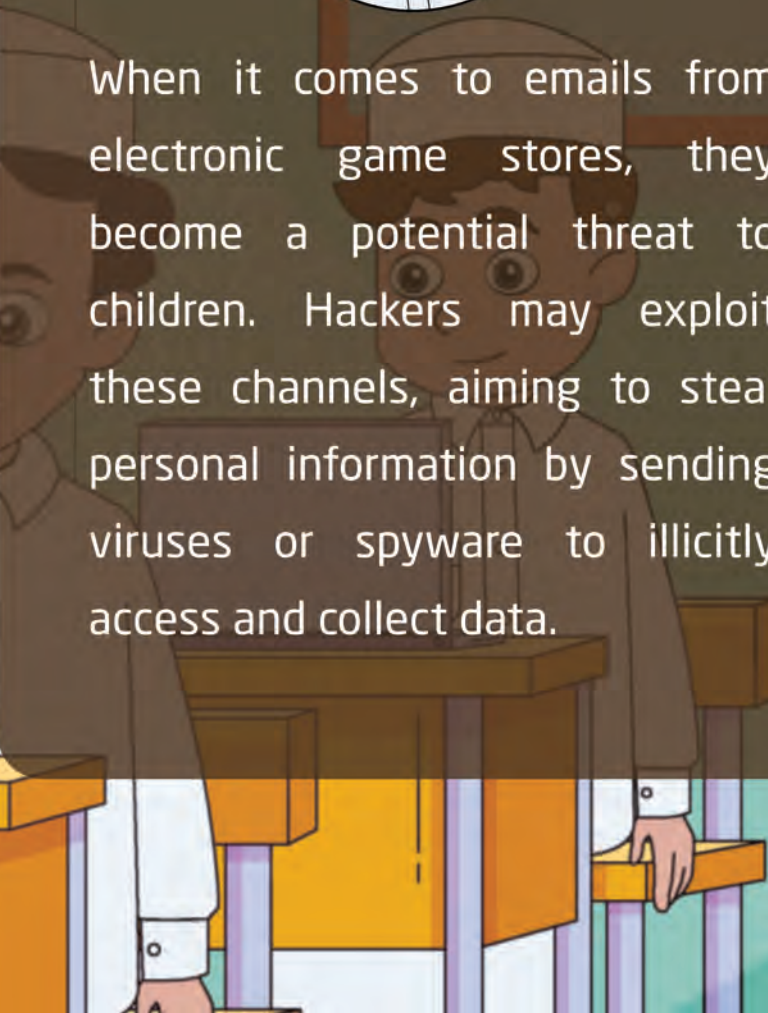 When it comes to emails from
electronic game stores, they
become a potential threat to
children. Hackers may exploit
these channels, aiming to stea
personal information by sending
viruses or spyware to illicitly
access and collect data.